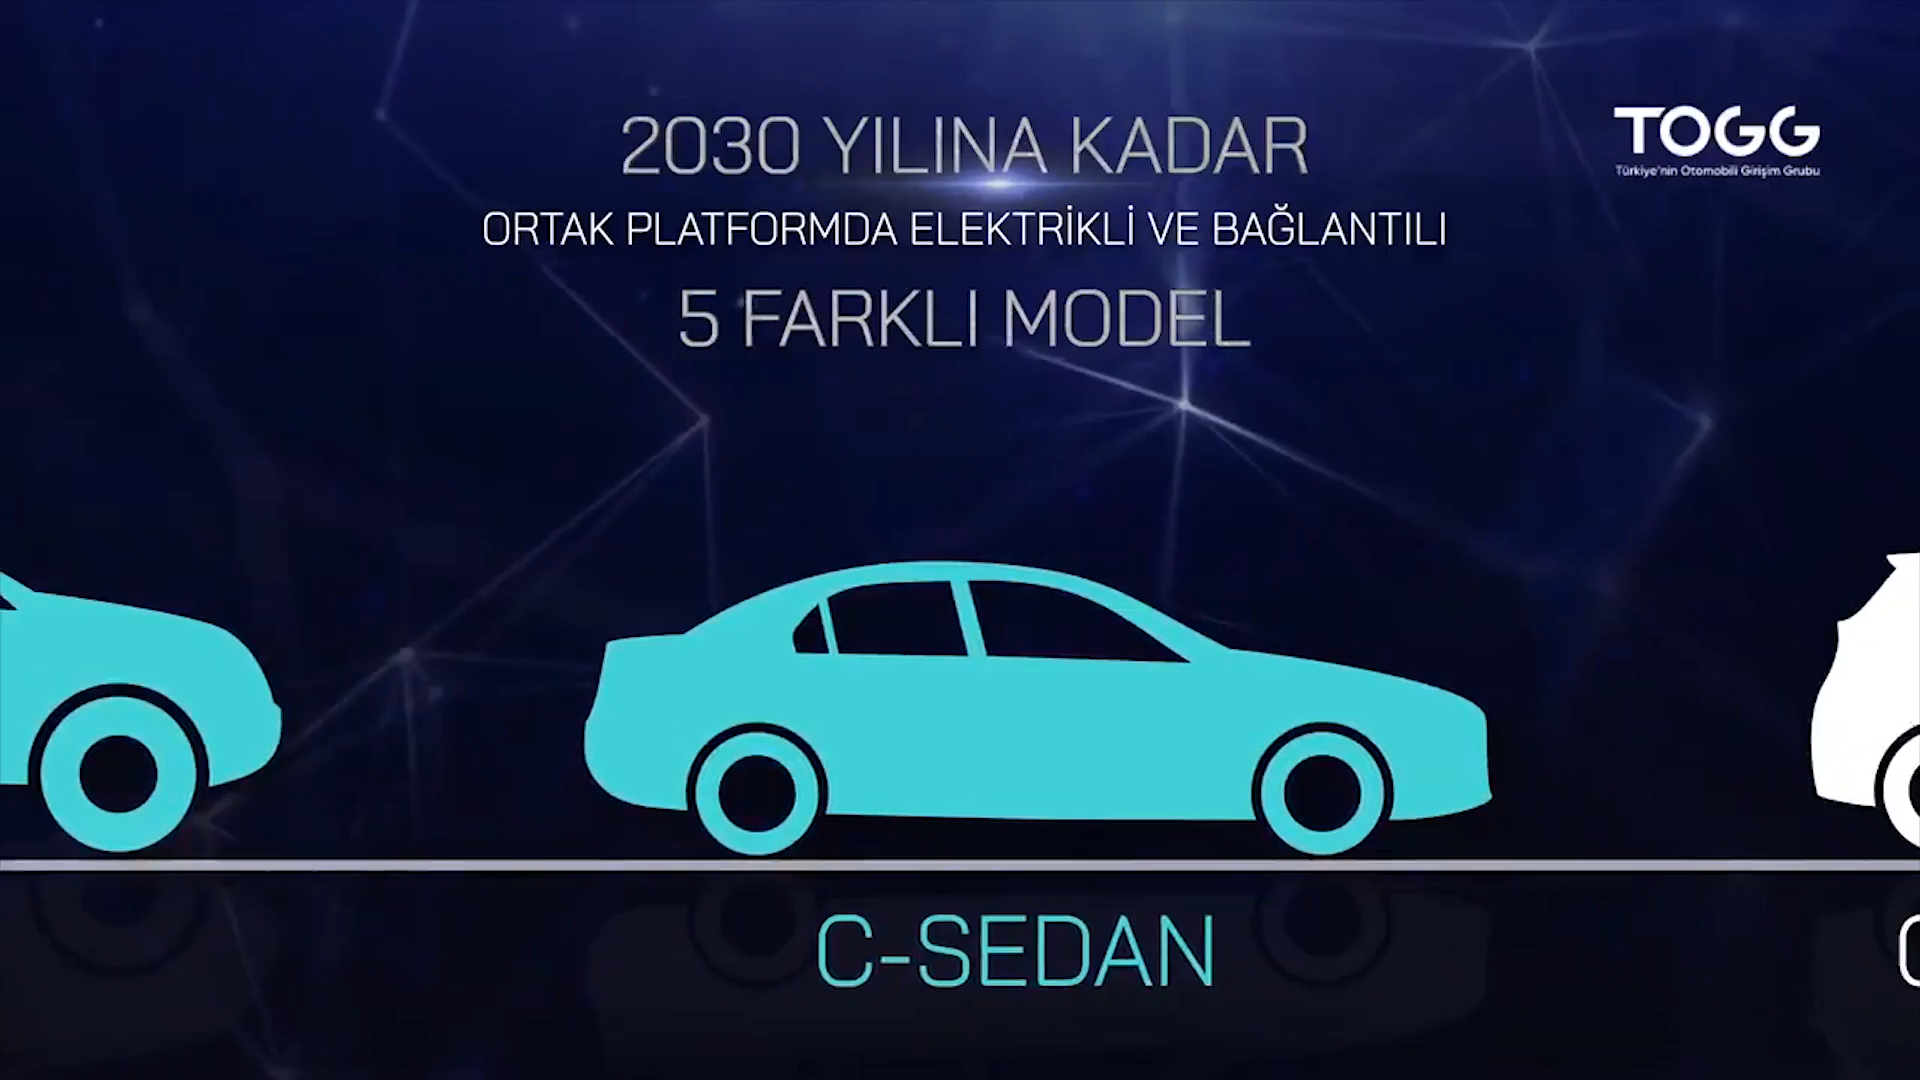 2030 YILINA KADAR
ORTAK PLATFORMDA ELEKTRİKLİ VE BAĞLANTILI
5 FARKLI MODEL
TOGG
Türkiye'nin Otomobili Girişim Grubu
C-SEDAN